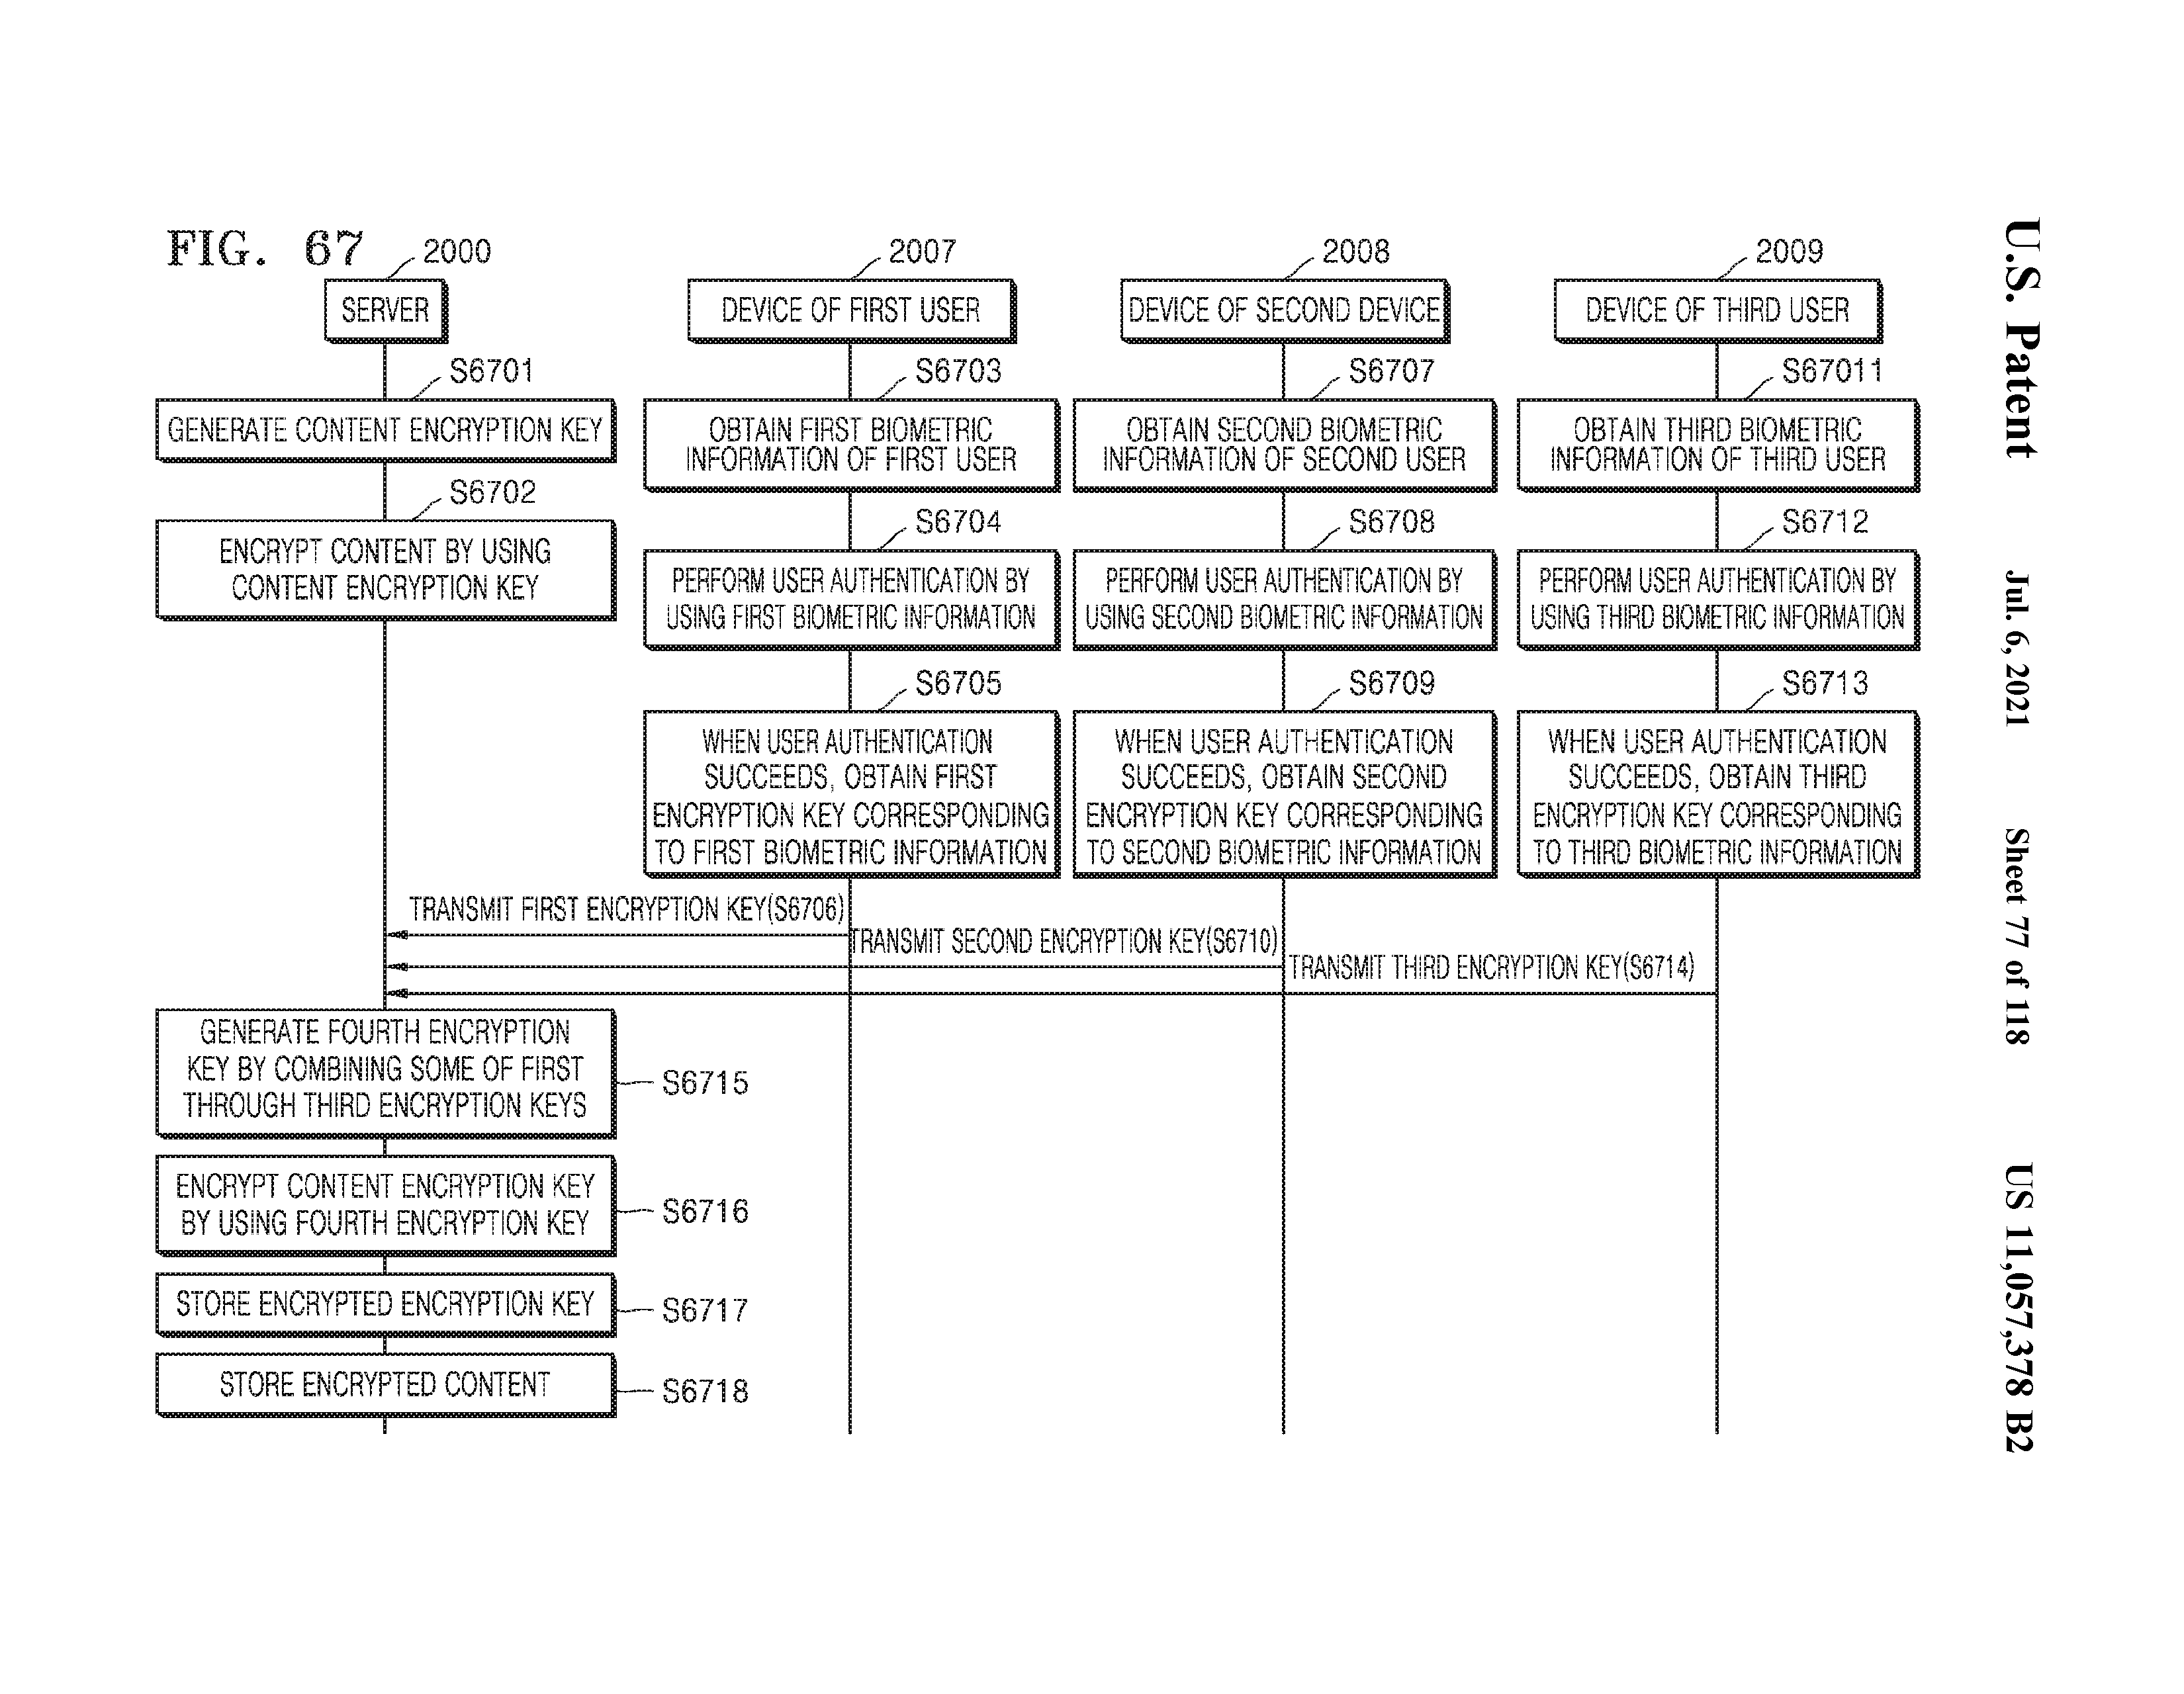 U.S. Patent
Jul. 6, 2021
Sheet 77 of 118
US 11,057,378 B2
FIG. 67
2000
SERVER
2007
DEVICE OF FIRST USER
2008
DEVICE OF SECOND DEVICE
2009
DEVICE OF THIRD USER
S6701
GENERATE CONTENT ENCRYPTION KEY
S6702
ENCRYPT CONTENT BY USING
CONTENT ENCRYPTION KEY
S6703
OBTAIN FIRST BIOMETRIC
INFORMATION OF FIRST USER
S6704
PERFORM USER AUTHENTICATION BY
USING FIRST BIOMETRIC INFORMATION
S6705
WHEN USER AUTHENTICATION
SUCCEEDS, OBTAIN FIRST
ENCRYPTION KEY CORRESPONDING
TO FIRST BIOMETRIC INFORMATION
S6707
OBTAIN SECOND BIOMETRIC
INFORMATION OF SECOND USER
S6708
PERFORM USER AUTHENTICATION BY
USING SECOND BIOMETRIC INFORMATION
S6709
WHEN USER AUTHENTICATION
SUCCEEDS, OBTAIN SECOND
ENCRYPTION KEY CORRESPONDING
TO SECOND BIOMETRIC INFORMATION
S67011
OBTAIN THIRD BIOMETRIC
INFORMATION OF THIRD USER
S6712
PERFORM USER AUTHENTICATION BY
USING THIRD BIOMETRIC INFORMATION
S6713
WHEN USER AUTHENTICATION
SUCCEEDS, OBTAIN THIRD
ENCRYPTION KEY CORRESPONDING
TO THIRD BIOMETRIC INFORMATION
TRANSMIT FIRST ENCRYPTION KEY(S6706)
TRANSMIT SECOND ENCRYPTION KEY(S6710)
TRANSMIT THIRD ENCRYPTION KEY(S6714)
GENERATE FOURTH ENCRYPTION
KEY BY COMBINING SOME OF FIRST
THROUGH THIRD ENCRYPTION KEYS
S6715
ENCRYPT CONTENT ENCRYPTION KEY
BY USING FOURTH ENCRYPTION KEY
S6716
STORE ENCRYPTED ENCRYPTION KEY
S6717
STORE ENCRYPTED CONTENT
S6718